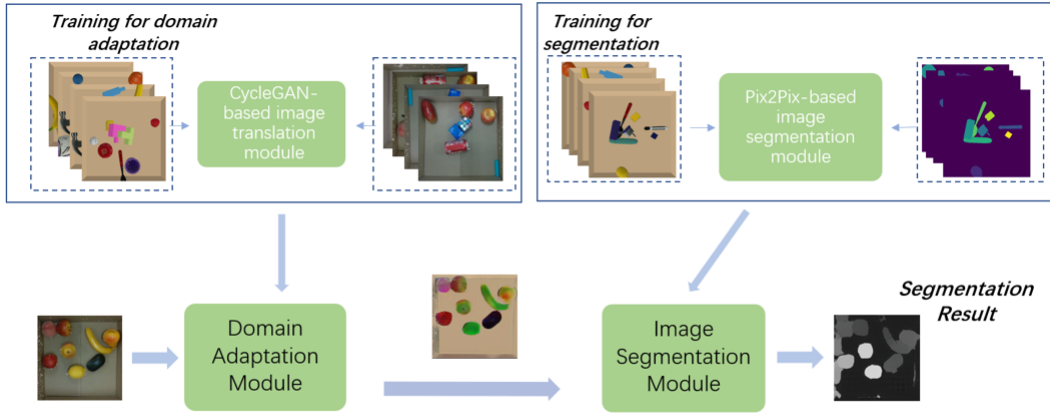 Training for domain
adaptation
CycleGAN-
based image
translation
module
Training for
segmentation
Pix2Pix-based
image
segmentation
module
Domain
Adaptation
Module
Image
Segmentation
Module
Segmentation
Result